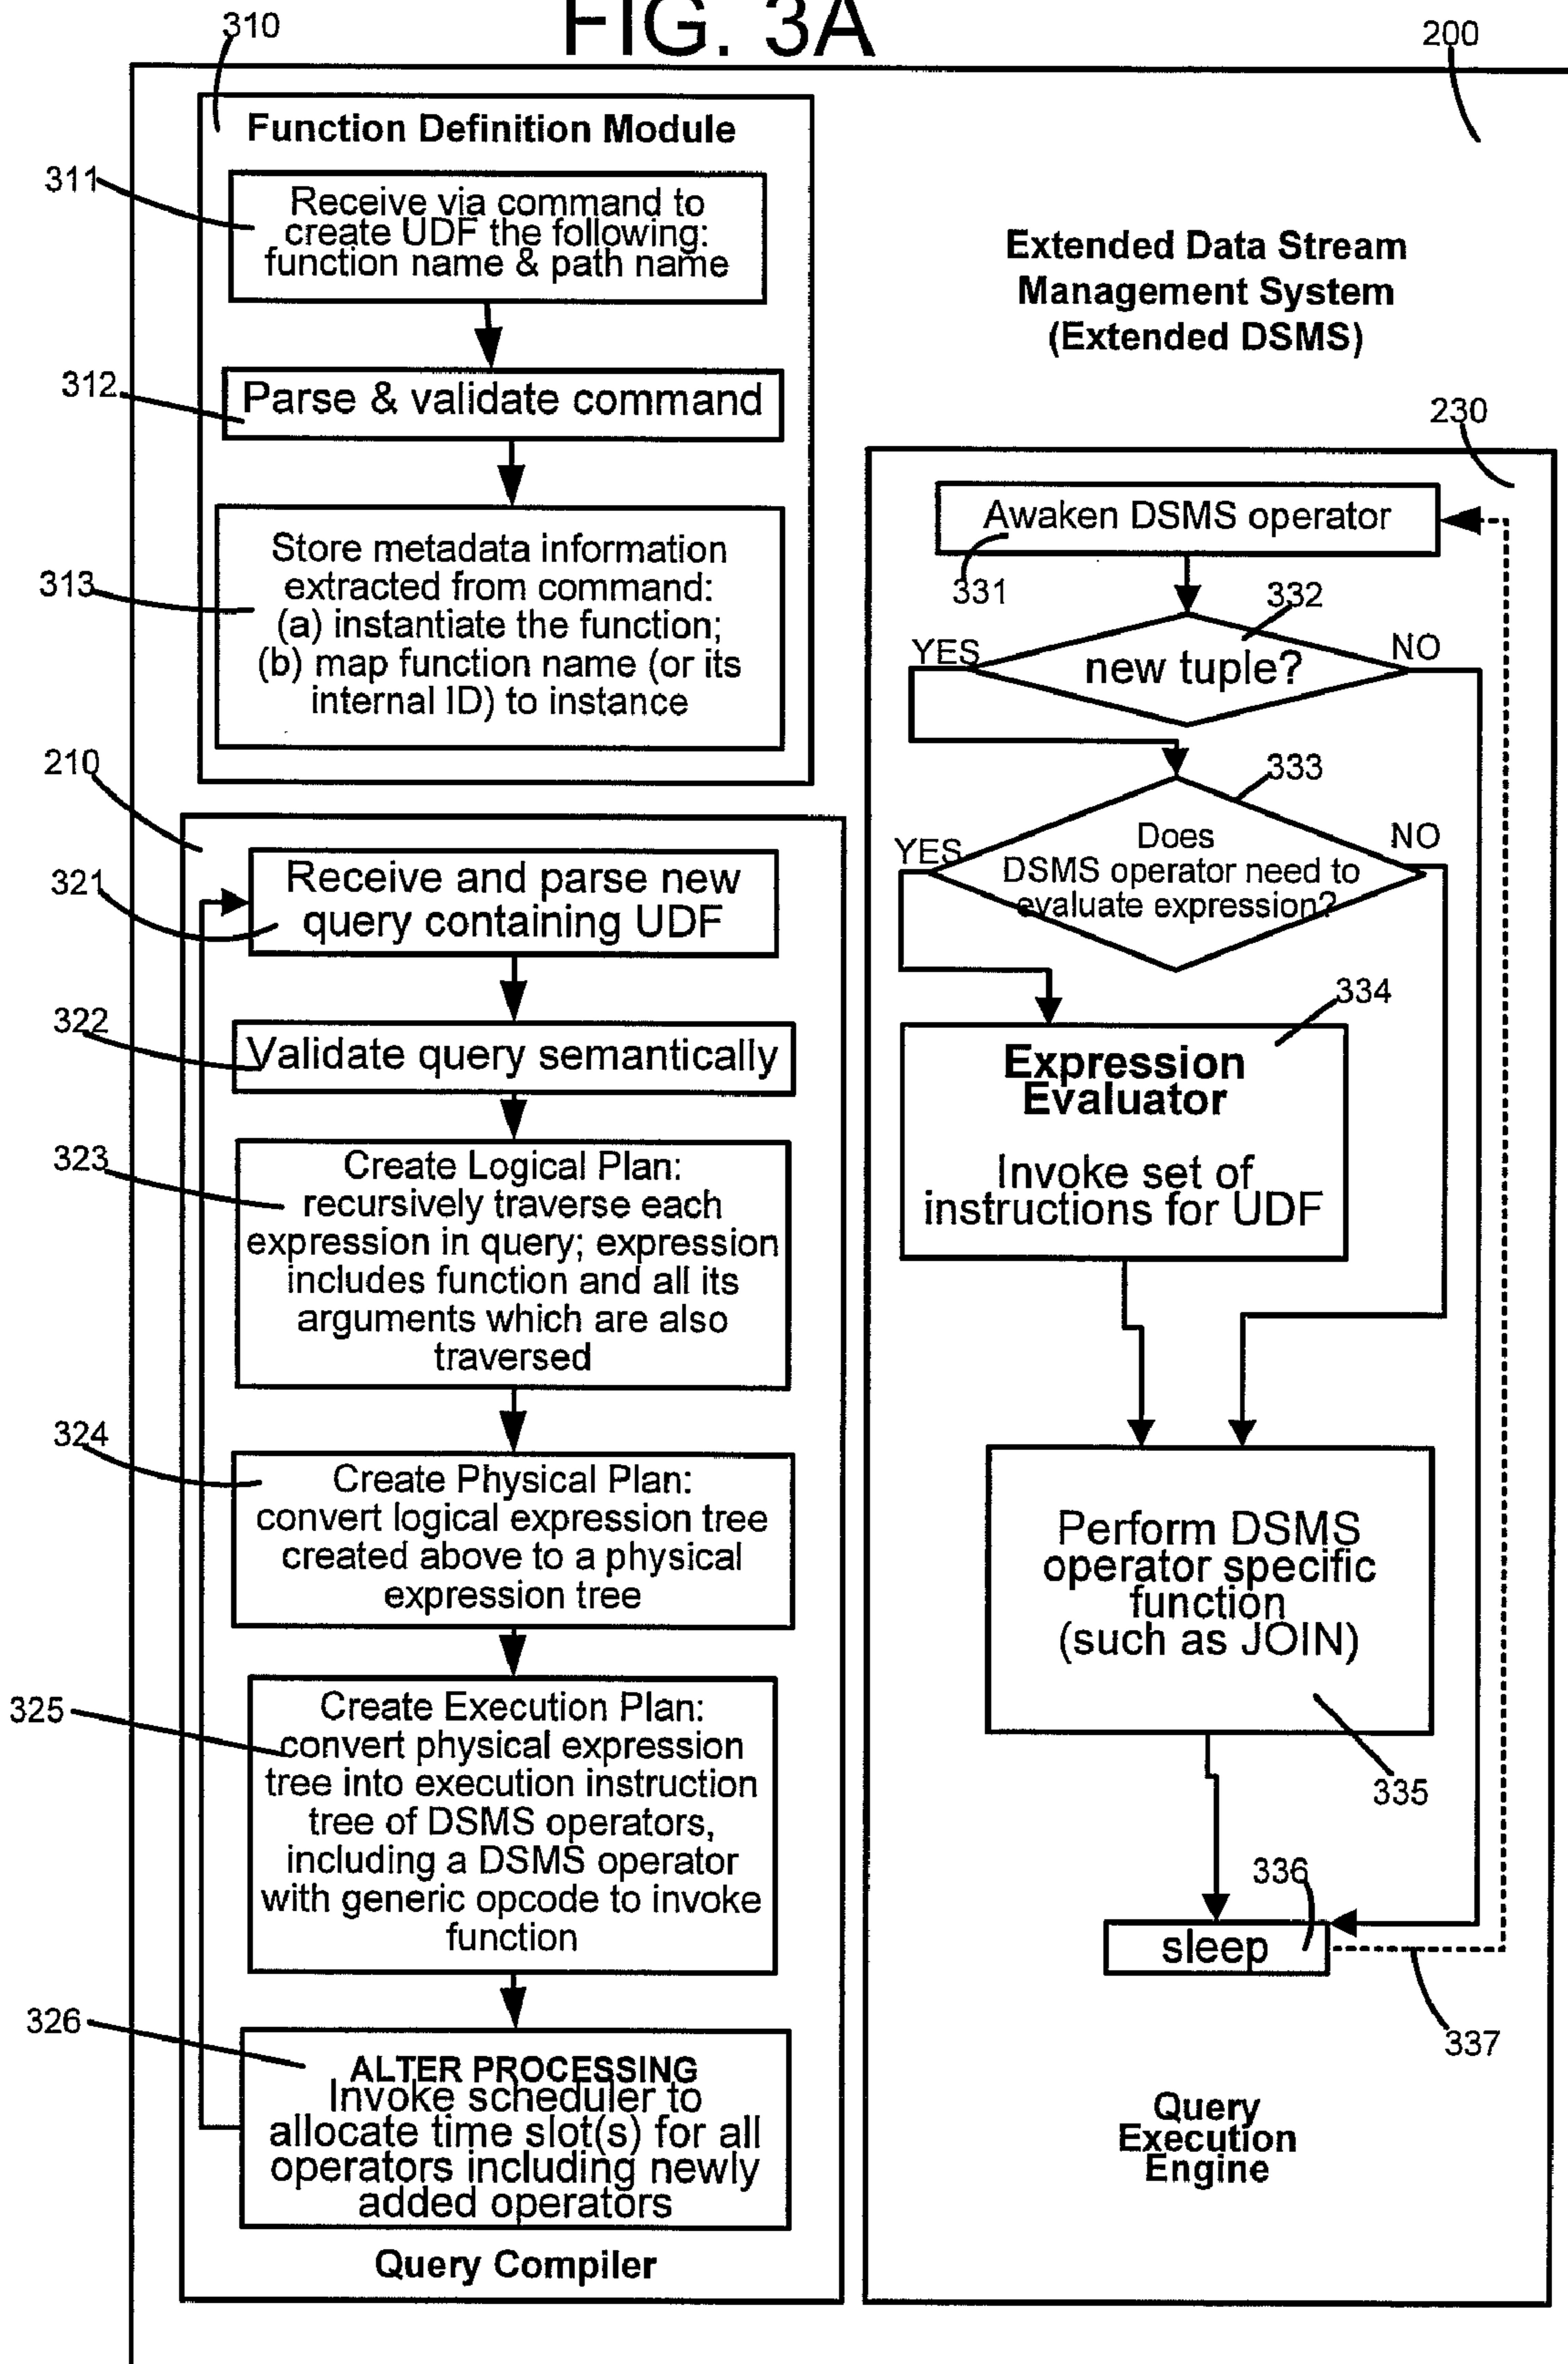 FIG. 3A
310
200
Function Definition Module
311
Receive via command to
create UDF the following:
function name & path name
312
Parse & validate command
313
Store metadata information
extracted from command:
(a) instantiate the function;
(b) map function name (or its
internal ID) to instance
Extended Data Stream
Management System
(Extended DSMS)
210
321
Receive and parse new
query containing UDF
322
Validate query semantically
323
Create Logical Plan:
recursively traverse each
expression in query; expression
includes function and all its
arguments which are also
traversed
324
Create Physical Plan:
convert logical expression tree
created above to a physical
expression tree
325
Create Execution Plan:
convert physical expression
tree into execution instruction
tree of DSMS operators,
including a DSMS operator
with generic opcode to invoke
function
326
ALTER PROCESSING
Invoke scheduler to
allocate time slot(s) for all
operators including newly
added operators
Query Compiler
230
Awaken DSMS operator
331
332
YES
new tuple?
NO
333
YES
Does
DSMS operator need to
evaluate expression?
NO
334
Expression
Evaluator
Invoke set of
instructions for UDF
Perform DSMS
operator specific
function
(such as JOIN)
335
336
sleep
337
Query
Execution
Engine